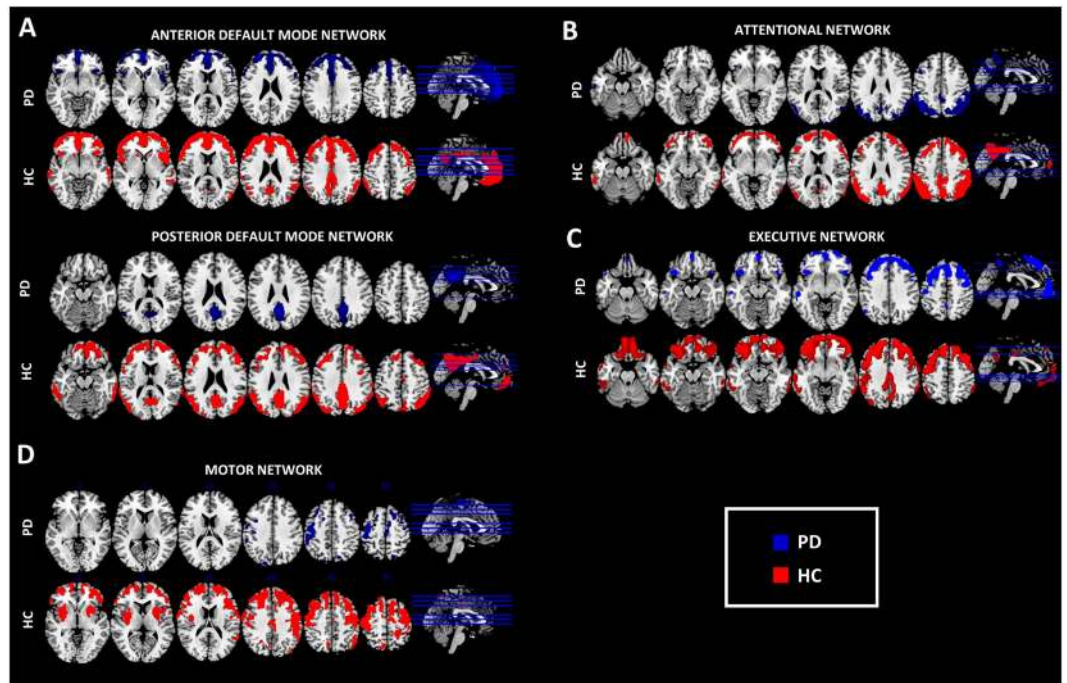 A
ANTERIOR DEFAULT MODE NETWORK
PD
HC
POSTERIOR DEFAULT MODE NETWORK
PD
HC
B
ATTENTIONAL NETWORK
PD
HC
C
EXECUTIVE NETWORK
PD
HC
D
MOTOR NETWORK
PD
HC
PD
HC